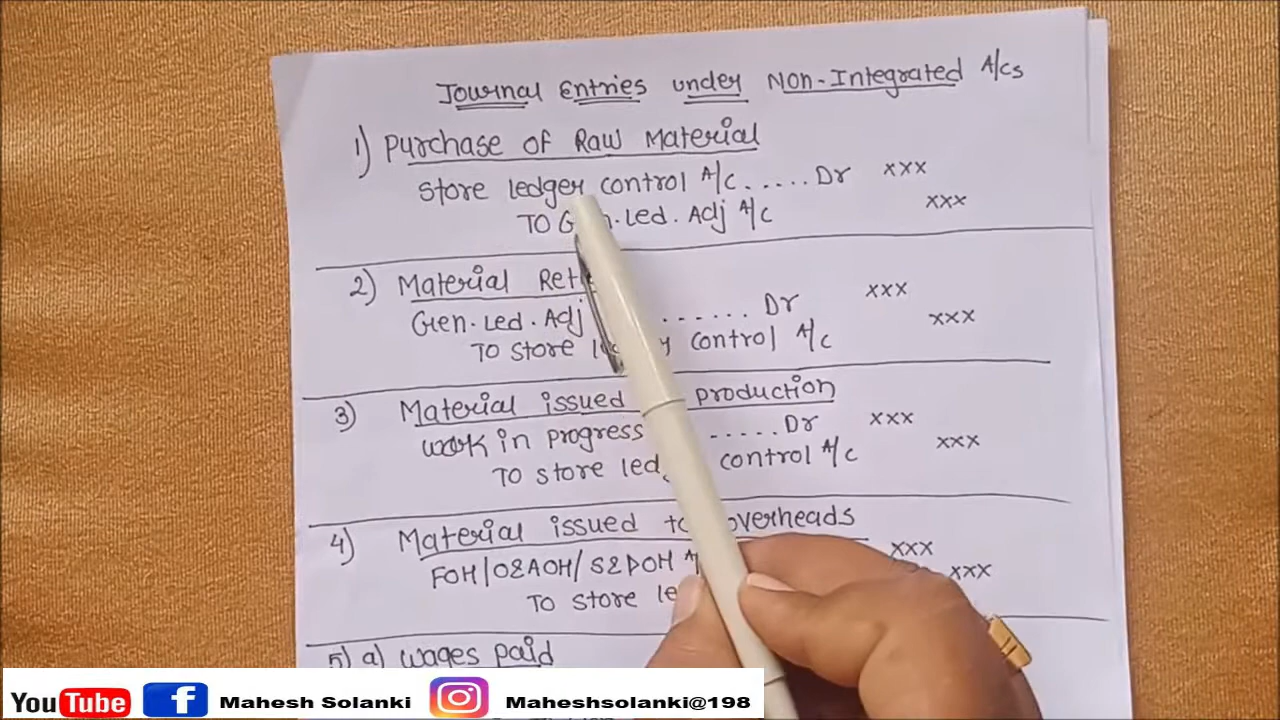 Journal Entries under Non-Integrated A/cs
1) Purchase of Raw Material
Store ledger control A/c.....Dr xxx
To Gen.Led.Adj A/c xxx
2) Material
Gen.Led.Adj ......Dr xxx
To store control A/c xxx
3) Material issued production
work in progress .....Dr xxx
To store control A/c xxx
4) Material issued to overheads
FOH/O&AOH/S&DOH xxx
To store xxx
5) a) wages paid
YouTube f Mahesh Solanki Maheshsolanki@198